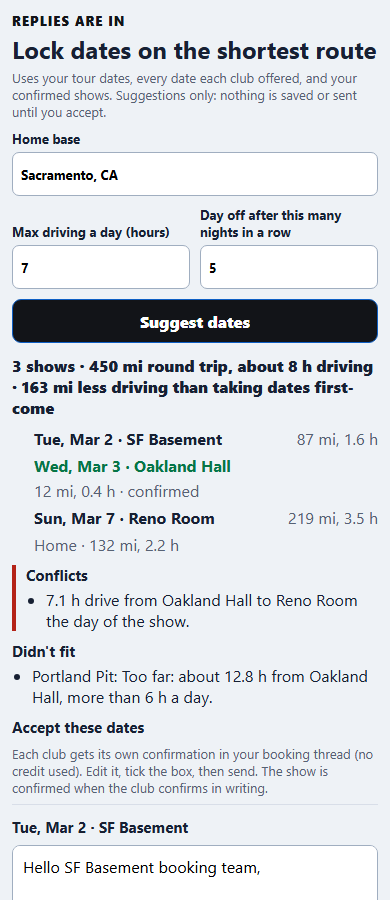 REPLIES ARE IN
Lock dates on the shortest route
Uses your tour dates, every date each club offered, and your
confirmed shows. Suggestions only: nothing is saved or sent
until you accept.
Home base
Sacramento, CA
Max driving a day (hours)
Day off after this many
nights in a row
7
5
Suggest dates
3 shows · 450 mi round trip, about 8 h driving
· 163 mi less driving than taking dates first-
come
Tue, Mar 2 · SF Basement 87 mi, 1.6 h
Wed, Mar 3 · Oakland Hall
12 mi, 0.4 h · confirmed
Sun, Mar 7 · Reno Room 219 mi, 3.5 h
Home · 132 mi, 2.2 h
Conflicts
• 7.1 h drive from Oakland Hall to Reno Room
the day of the show.
Didn't fit
• Portland Pit: Too far: about 12.8 h from Oakland
Hall, more than 6 h a day.
Accept these dates
Each club gets its own confirmation in your booking thread (no
credit used). Edit it, tick the box, then send. The show is
confirmed when the club confirms in writing.
Tue, Mar 2 · SF Basement
Hello SF Basement booking team,